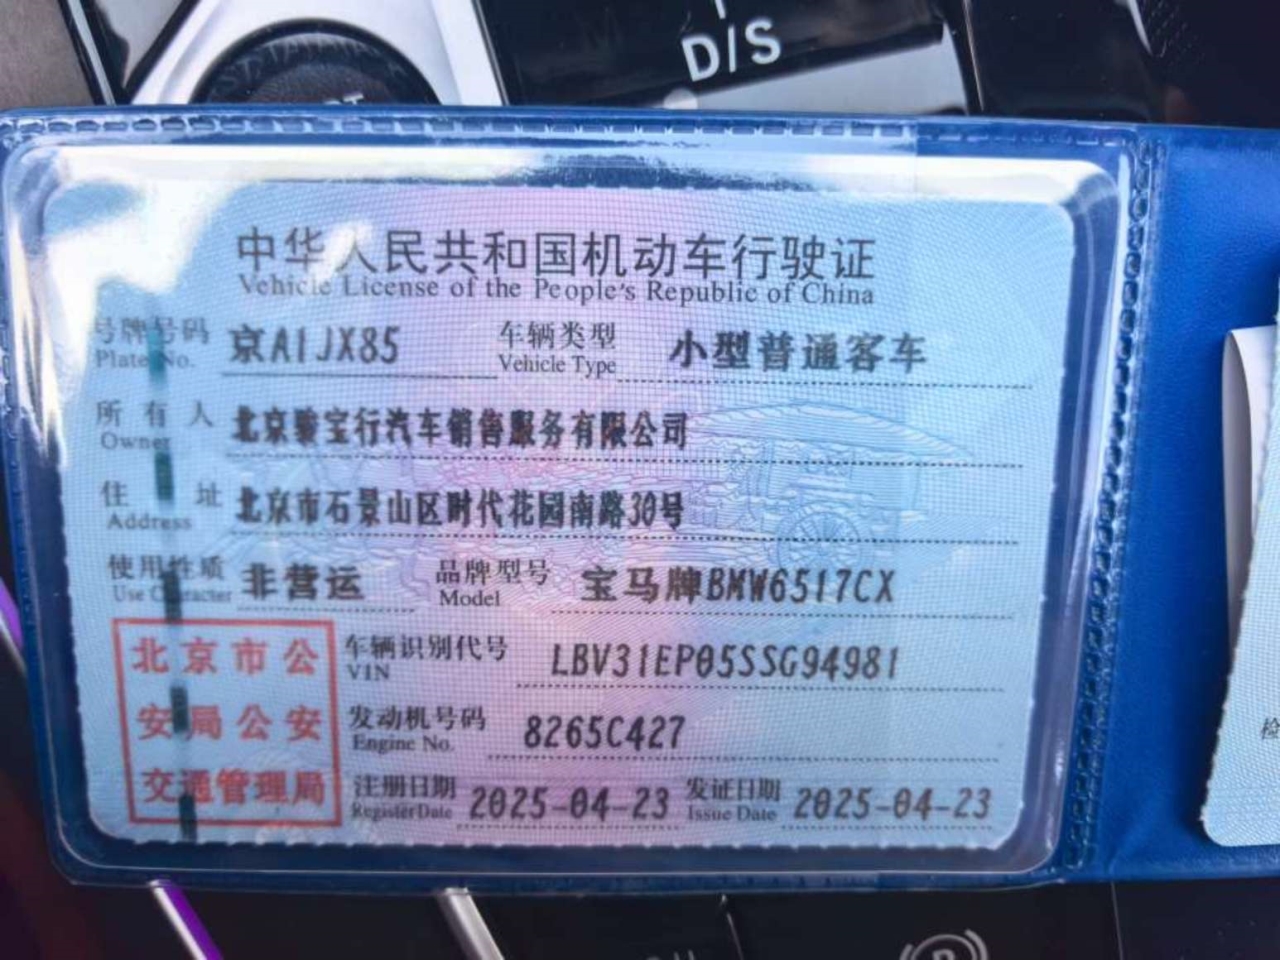 D/S
中华人民共和国机动车行驶证
Vehicle License of the People's Republic of China
号牌号码 京A1JX85 车辆类型 小型普通客车
Plate No. Vehicle Type
所有人 北京骏宝行汽车销售服务有限公司
Owner
住址 北京市石景山区时代花园南路30号
Address
使用性质 非营运 品牌型号 宝马牌BMW6517CX
Use Character Model
北京市公
安局公安
交通管理局
车辆识别代号 LBV31EP05SSG94981
VIN
发动机号码 8265C427
Engine No.
注册日期 2025-04-23 发证日期 2025-04-23
Register Date Issue Date
检